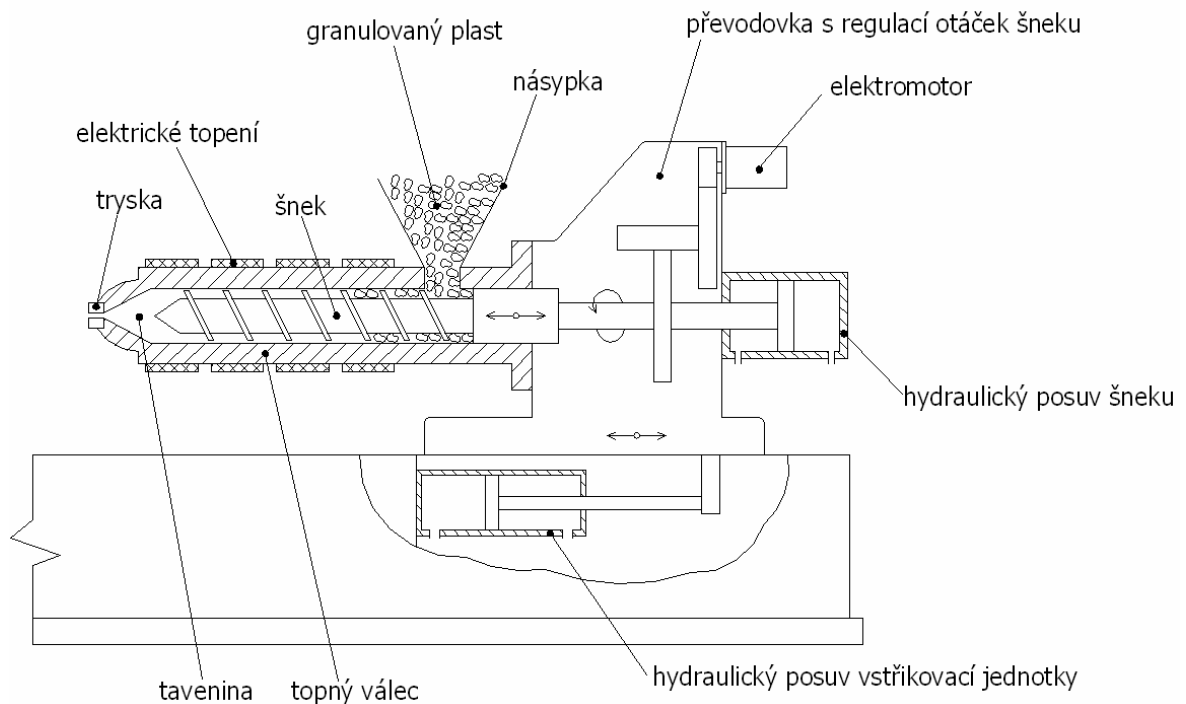 granulovaný plast
převodovka s regulací otáček šneku
násypka
elektromotor
elektrické topení
tryska
šnek
hydraulický posuv šneku
hydraulický posuv vstřikovací jednotky
tavenina
topný válec